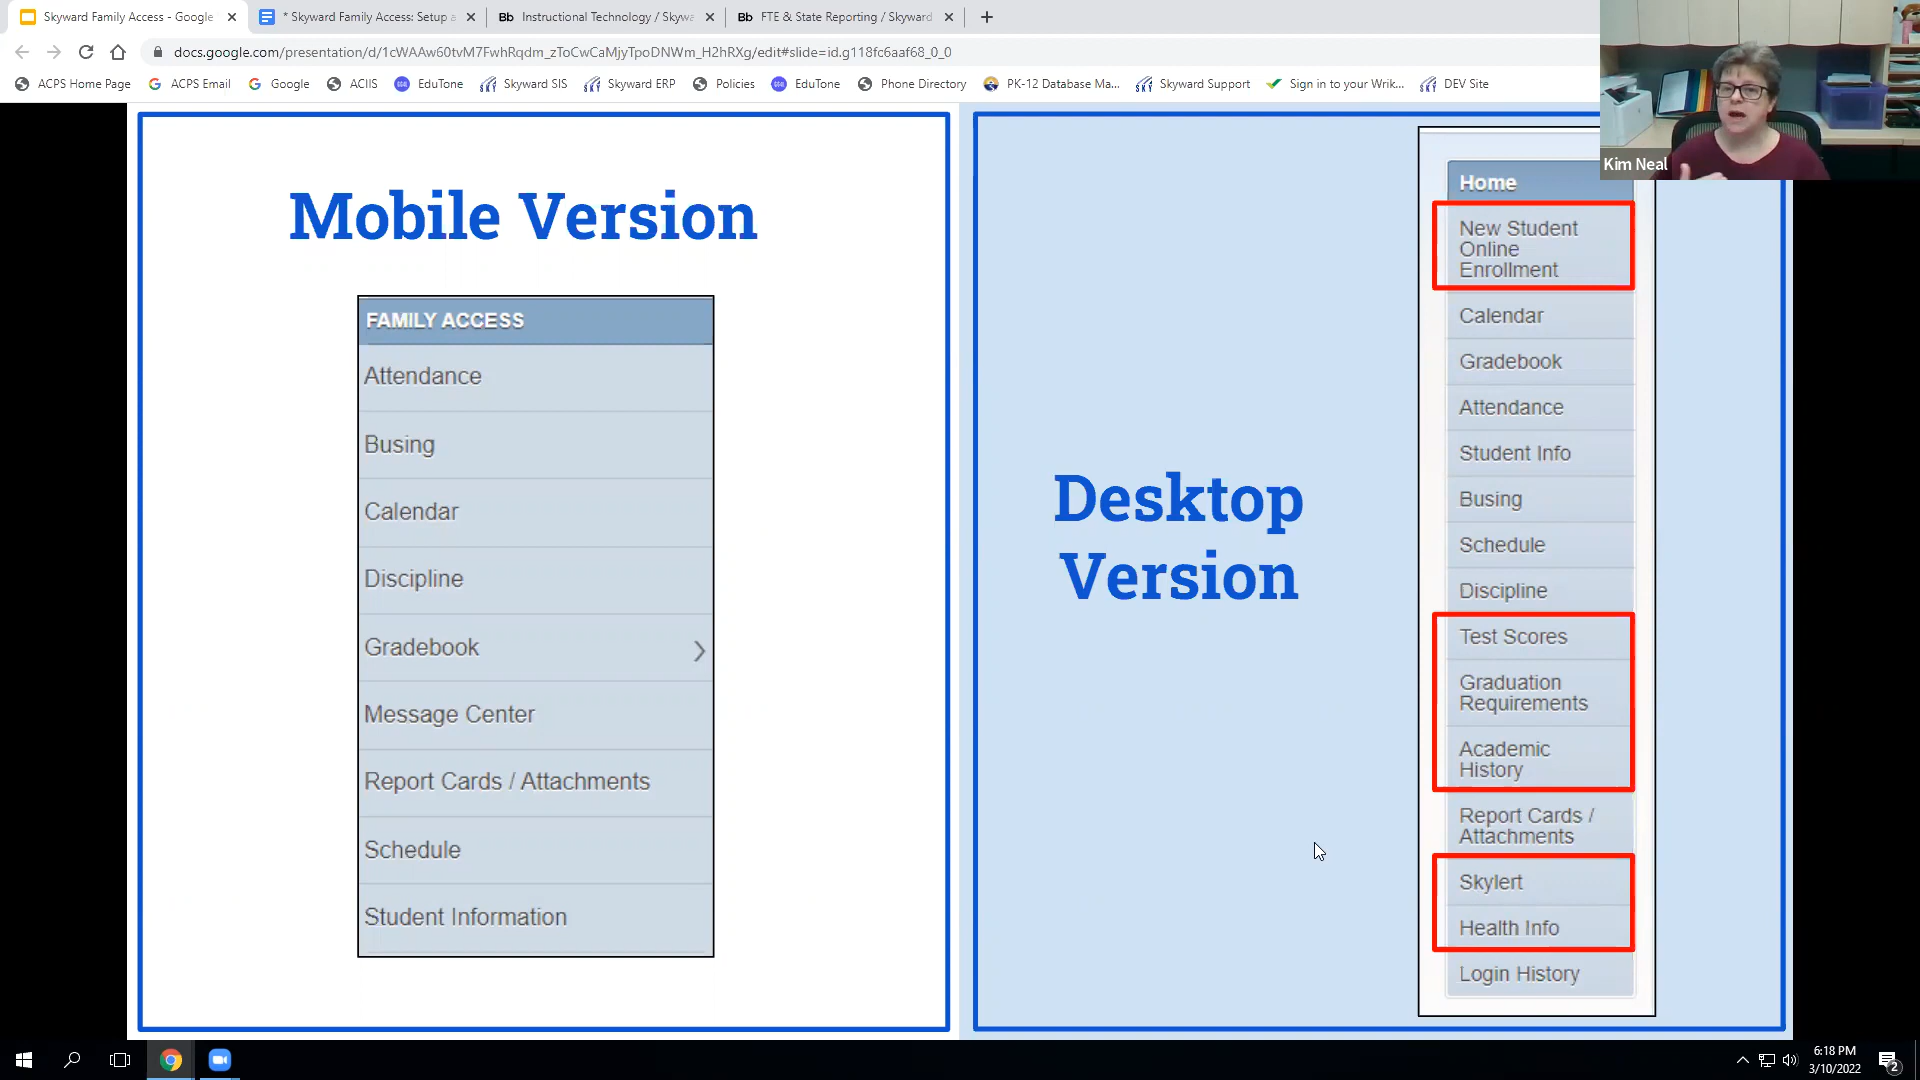 Skyward Family Access - Google
* Skyward Family Access: Setup a
Bb Instructional Technology / Skywa
Bb FTE & State Reporting / Skyward
docs.google.com/presentation/d/1cWAAw60tvM7FwhRqdm_zToCwCaMjyTpoDNWm_H2hRXg/edit#slide=id.g118fc6aaf68_0_0
ACPS Home Page
ACPS Email
Google
ACIIS
EduTone
Skyward SIS
Skyward ERP
Policies
EduTone
Phone Directory
PK-12 Database Ma...
Skyward Support
Sign in to your Wrik...
DEV Site
Kim Neal
Mobile Version
FAMILY ACCESS
Attendance
Busing
Calendar
Discipline
Gradebook
Message Center
Report Cards / Attachments
Schedule
Student Information
Desktop
Version
Home
New Student
Online
Enrollment
Calendar
Gradebook
Attendance
Student Info
Busing
Schedule
Discipline
Test Scores
Graduation
Requirements
Academic
History
Report Cards /
Attachments
Skylert
Health Info
Login History
6:18 PM
3/10/2022
2